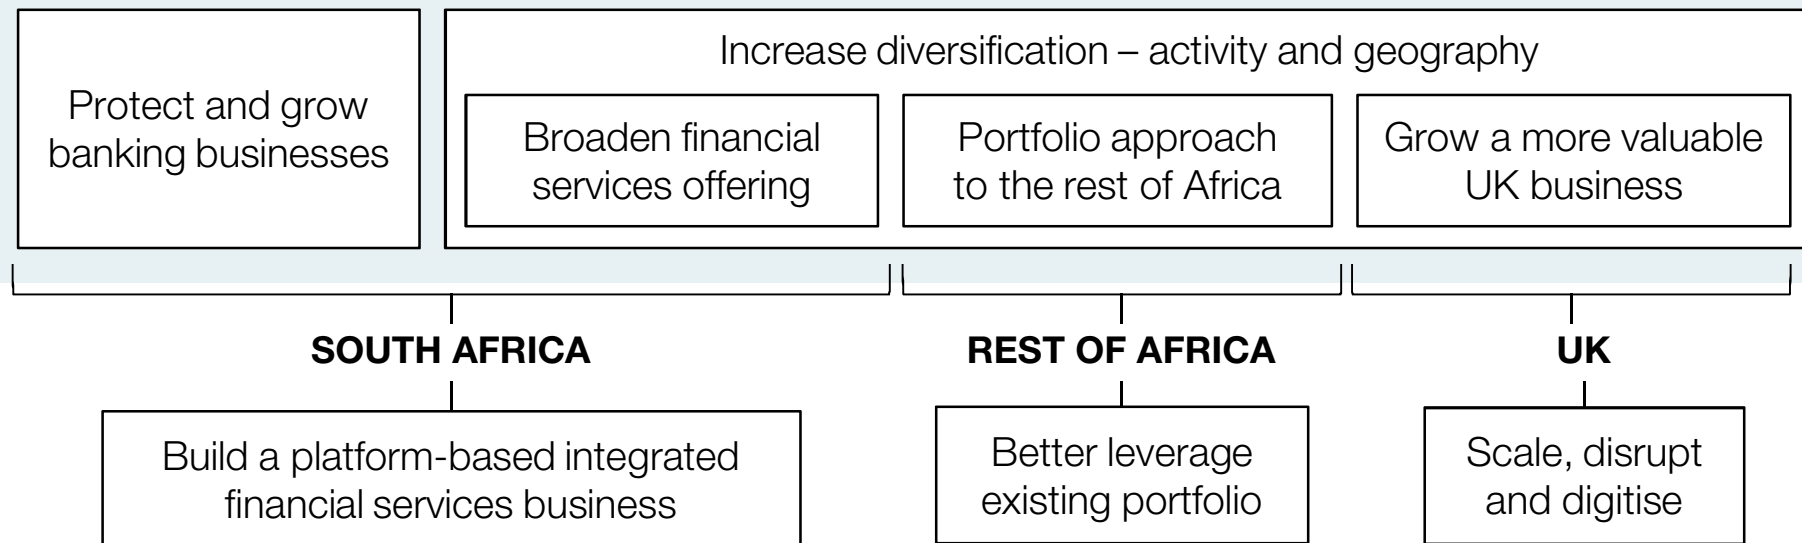 Protect and grow
banking businesses
Increase diversification – activity and geography
Broaden financial
services offering
Portfolio approach
to the rest of Africa
Grow a more valuable
UK business
SOUTH AFRICA
REST OF AFRICA
UK
Build a platform-based integrated
financial services business
Better leverage
existing portfolio
Scale, disrupt
and digitise